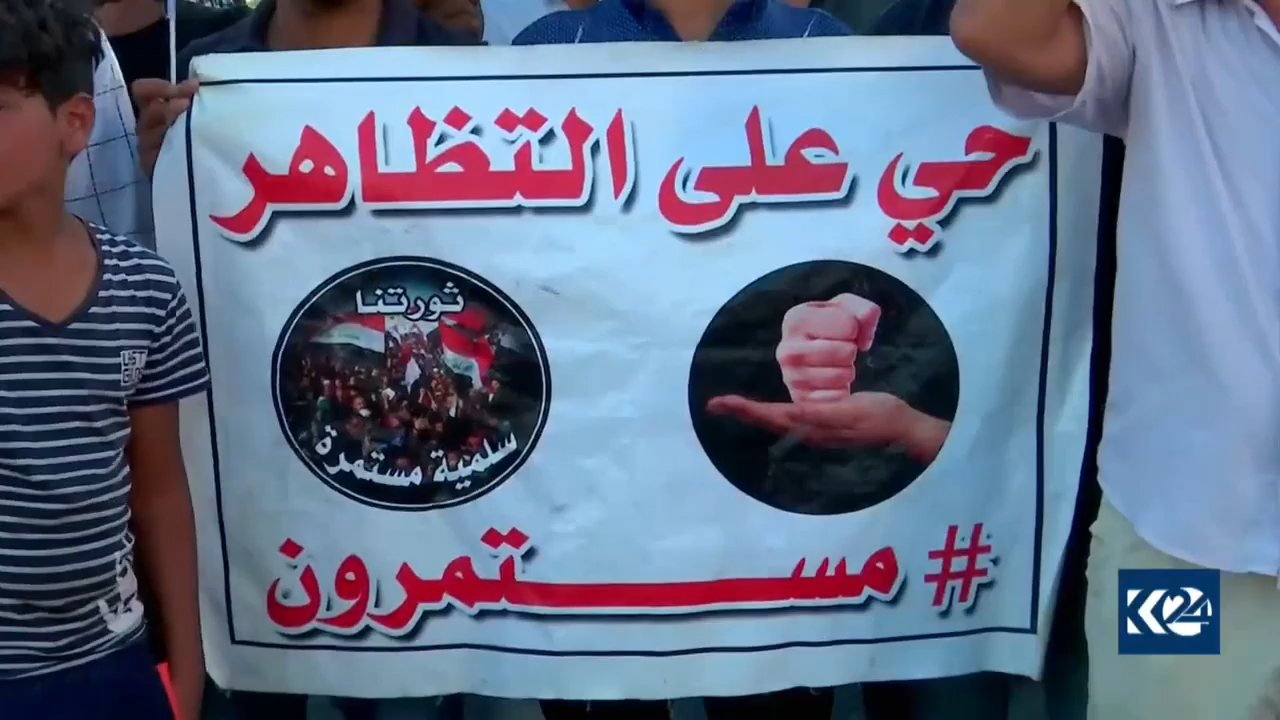 حي على التظاهر
ثورتنا
سلمية مستمرة
# مستمرون
K24